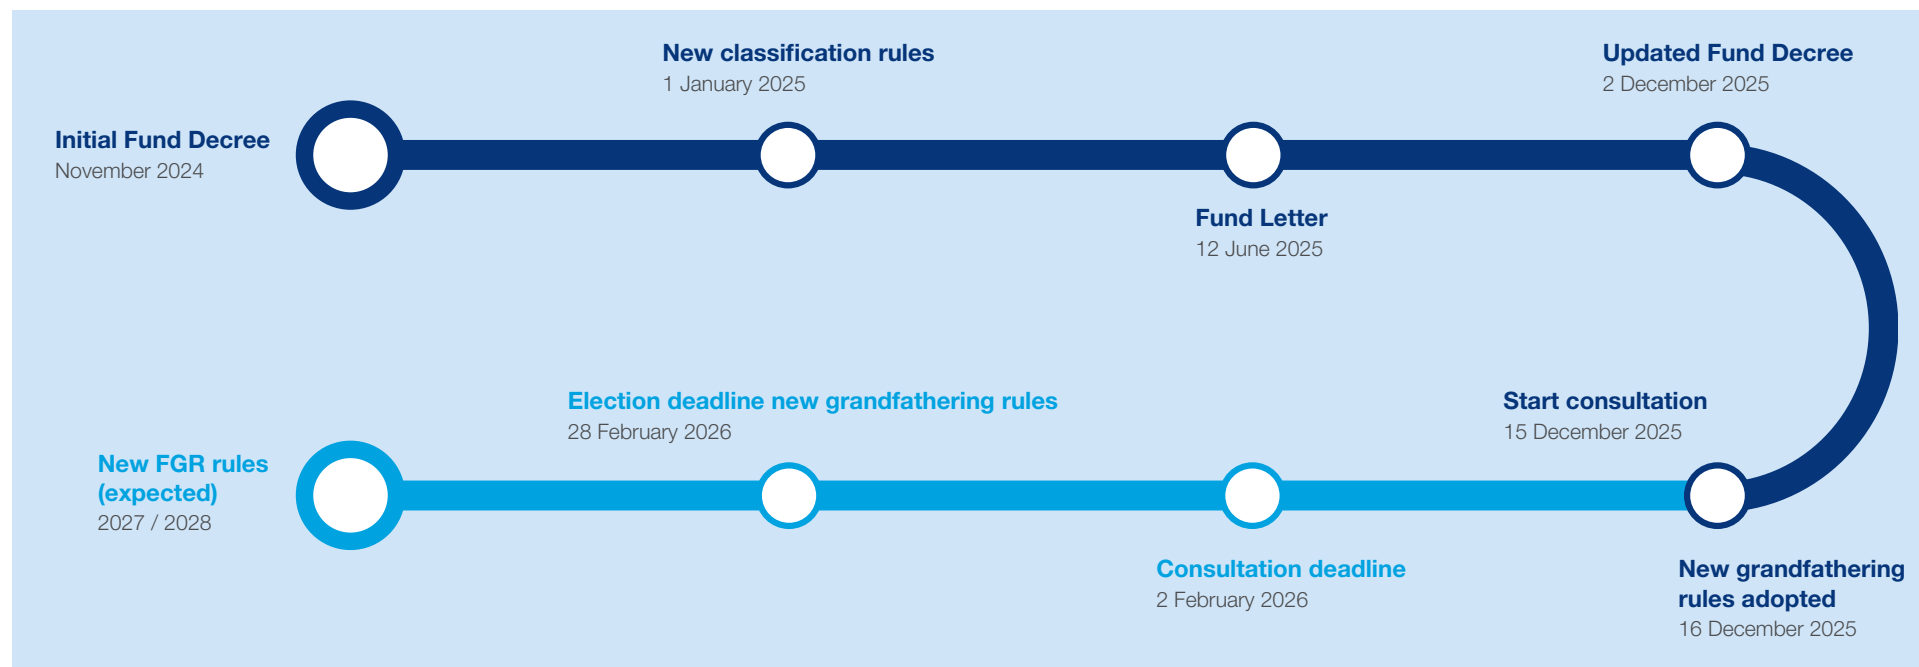 Initial Fund Decree
November 2024
New classification rules
1 January 2025
Fund Letter
12 June 2025
Updated Fund Decree
2 December 2025
Start consultation
15 December 2025
New grandfathering
rules adopted
16 December 2025
Consultation deadline
2 February 2026
Election deadline new grandfathering rules
28 February 2026
New FGR rules
(expected)
2027 / 2028